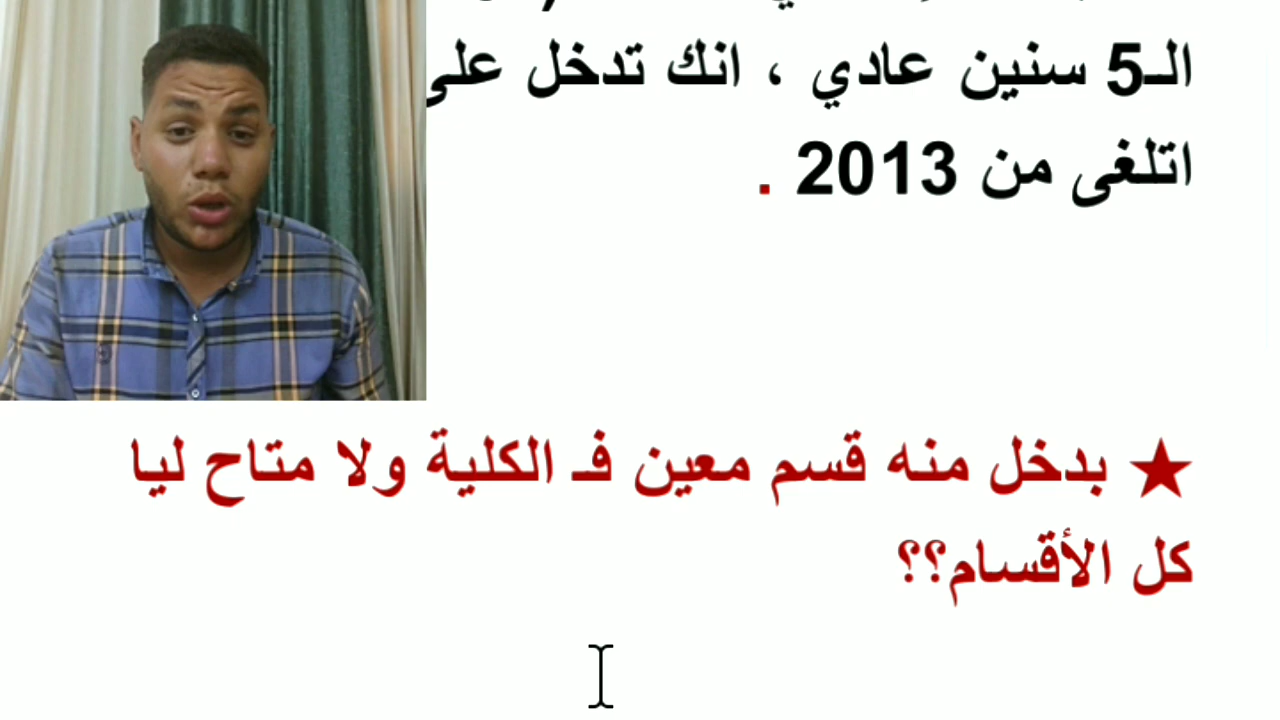 الـ5 سنين عادي ، انك تدخل على
اتلغى من 2013 .
★ بدخل منه قسم معين فـ الكلية ولا متاح ليا
كل الأقسام؟؟